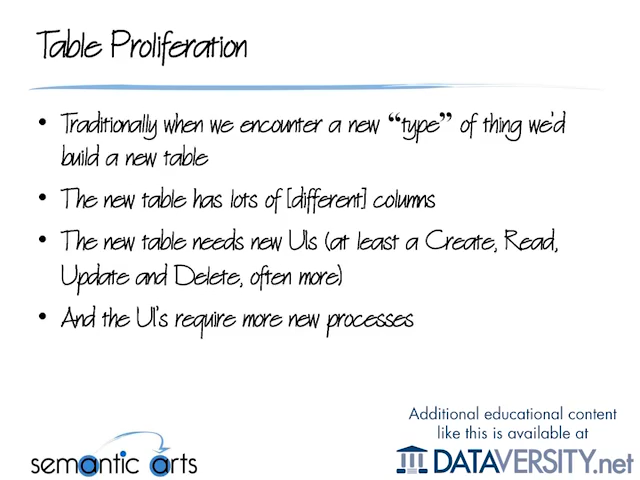 Table Proliferation
• Traditionally when we encounter a new “type” of thing we'd
build a new table
• The new table has lots of [different] columns
• The new table needs new UIs (at least a Create, Read,
Update and Delete, often more)
• And the UI's require more new processes
Additional educational content
like this is available at
semantic arts
DATAVERSITY.net